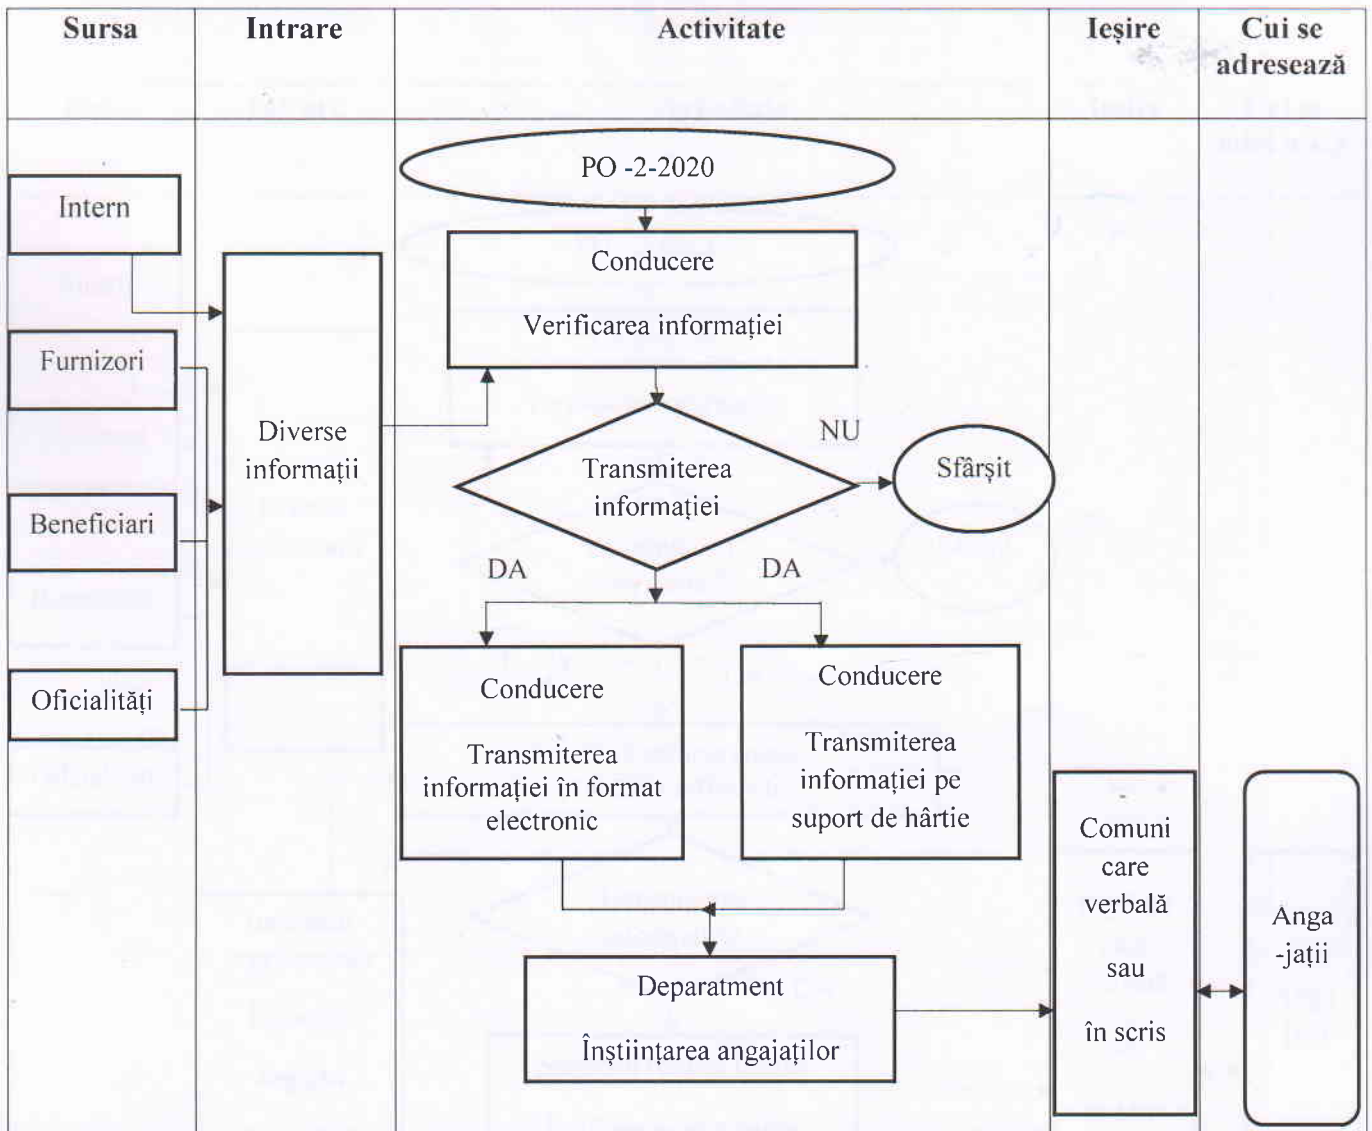 Sursa
Intrare
Activitate
Ieșire
Cui se
adresează
PO -2-2020
Intern
Conducere
Verificarea informației
Furnizori
Diverse
informații
NU
Transmiterea
informației
Sfârșit
Beneficiari
DA
DA
Oficialități
Conducere
Transmiterea
informației în format
electronic
Conducere
Transmiterea
informației pe
suport de hârtie
Comuni
care
verbală
sau
în scris
Anga
-jații
Deparatment
Înștiințarea angajaților